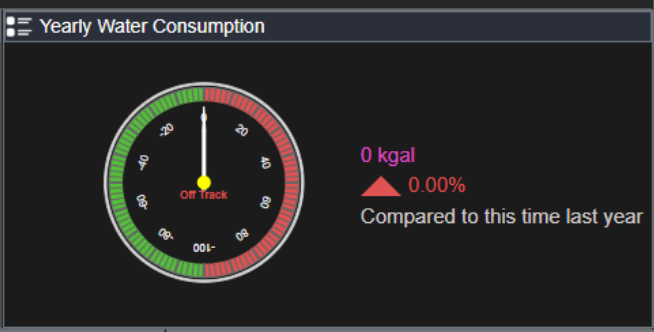 Yearly Water Consumption
0
-20
20
-40
40
-60
60
-80
80
-100
Off Track
0 kgal
0.00%
Compared to this time last year